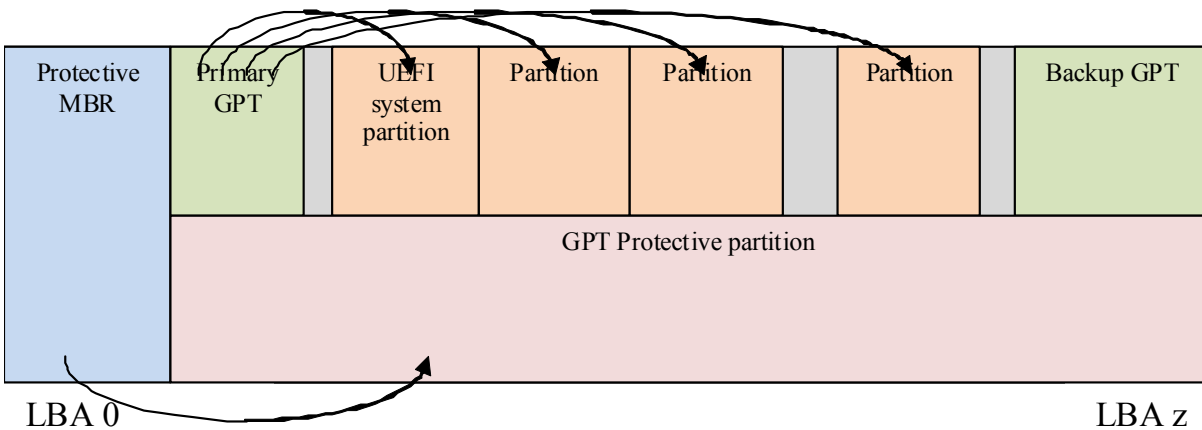 Protective
MBR
Primary
GPT
UEFI
system
partition
Partition
Partition
Partition
Backup GPT
GPT Protective partition
LBA 0
LBA z